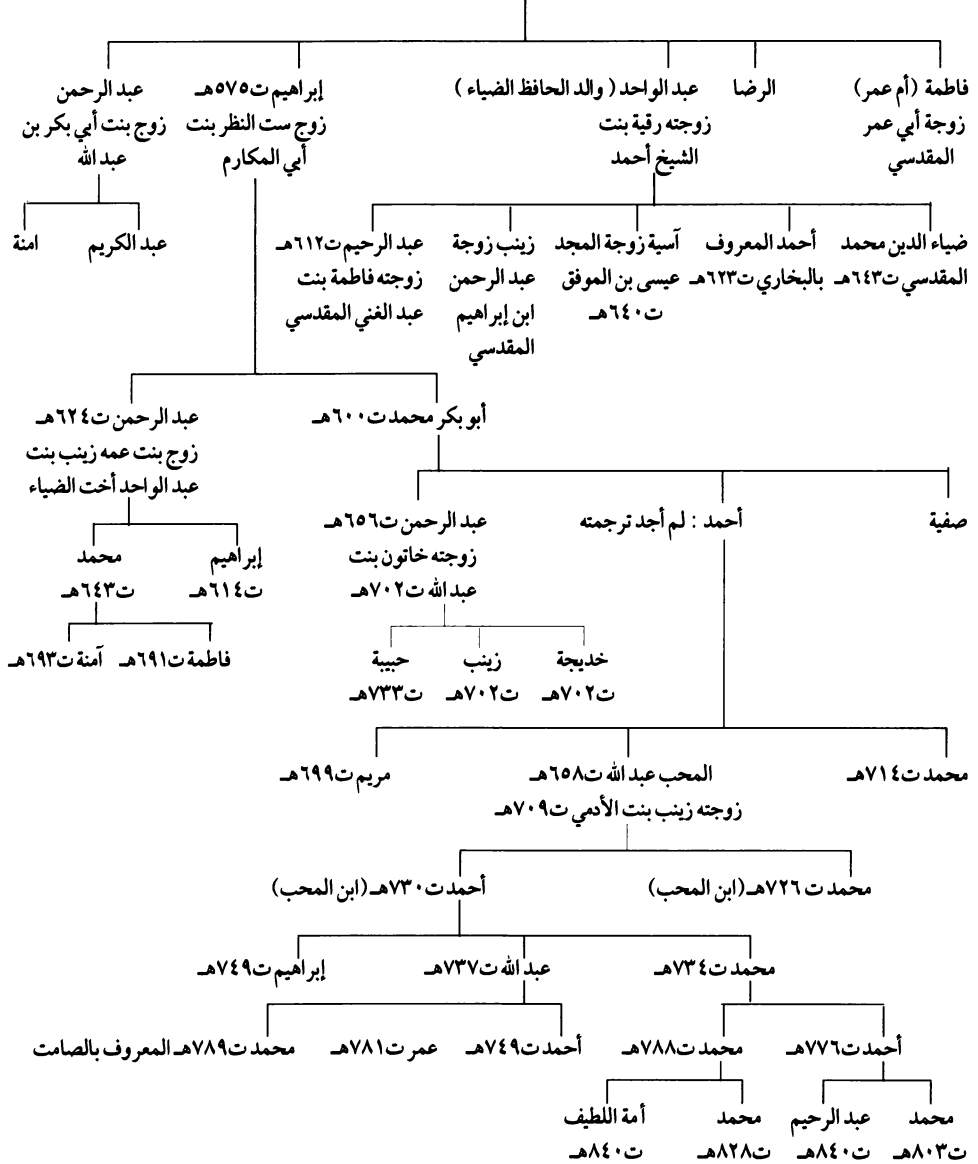 فاطمة (أم عمر)
زوجة أبي عمر
المقدسي
الرضا
عبد الواحد ( والد الحافظ الضياء )
زوجته رقية بنت
الشيخ أحمد
إبراهيم ت٥٧٥هـ
زوج ست النظر بنت
أبي المكارم
عبد الرحمن
زوج بنت أبي بكر بن
عبد الله
ضياء الدين محمد
المقدسي ت٦٤٣هـ
أحمد المعروف
بالبخاري ت٦٢٣هـ
آسية زوجة المجد
عيسى بن الموفق
ت٦٤٠هـ
زينب زوجة
عبد الرحمن
ابن إبراهيم
المقدسي
عبد الرحيم ت٦١٢هـ
زوجته فاطمة بنت
عبد الغني المقدسي
عبد الكريم
امنة
أبو بكر محمد ت٦٠٠هـ
عبد الرحمن ت٦٢٤هـ
زوج بنت عمه زينب بنت
عبد الواحد أخت الضياء
صفية
أحمد : لم أجد ترجمته
عبد الرحمن ت٦٥٦هـ
زوجته خاتون بنت
عبد الله ت٧٠٢هـ
إبراهيم
ت٦١٤هـ
محمد
ت٦٤٣هـ
فاطمة ت٦٩١هـ
آمنة ت٦٩٣هـ
خديجة
ت٧٠٢هـ
زينب
ت٧٠٢هـ
حبيبة
ت٧٣٣هـ
محمد ت٧١٤هـ
المحب عبد الله ت٦٥٨هـ
زوجته زينب بنت الأدمي ت٧٠٩هـ
مريم ت٦٩٩هـ
محمد ت ٧٢٦هـ (ابن المحب)
أحمد ت٧٣٠هـ (ابن المحب)
محمد ت٧٣٤هـ
عبد الله ت٧٣٧هـ
إبراهيم ت٧٤٩هـ
أحمد ت٧٧٦هـ
محمد ت٧٨٨هـ
أحمد ت٧٤٩هـ
عمر ت٧٨١هـ
محمد ت٧٨٩هـ المعروف بالصامت
محمد
ت٨٠٣هـ
عبد الرحيم
ت٨٤٠هـ
محمد
ت٨٢٨هـ
أمة اللطيف
ت٨٤٠هـ